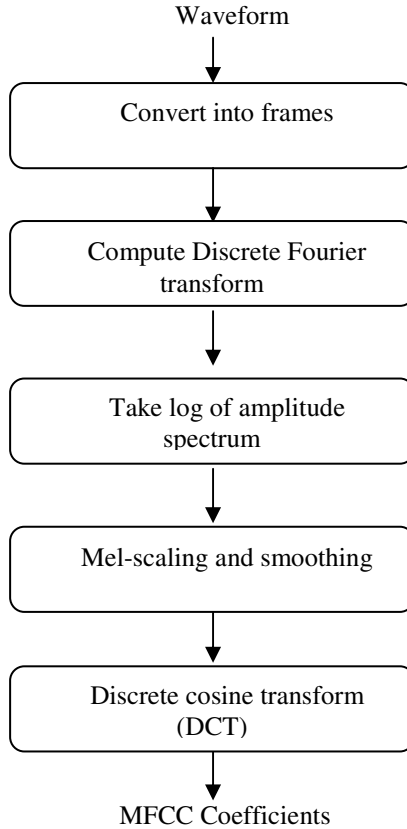 Waveform
Convert into frames
Compute Discrete Fourier
transform
Take log of amplitude
spectrum
Mel-scaling and smoothing
Discrete cosine transform
(DCT)
MFCC Coefficients